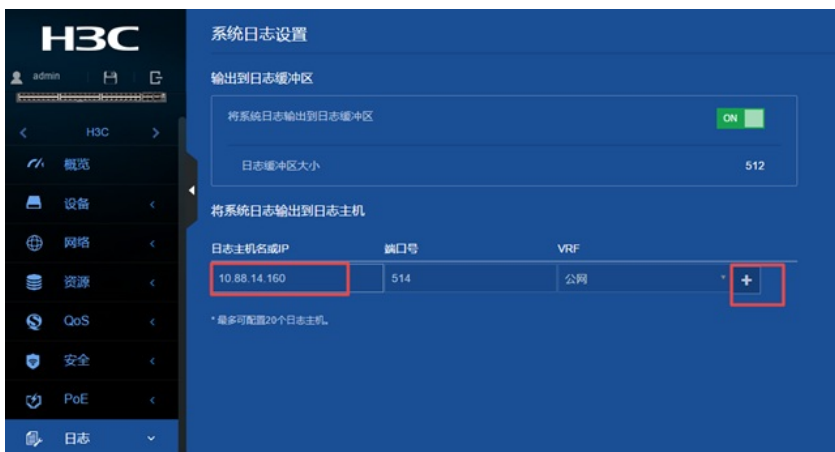 H3C
admin
H3C
概览
设备
网络
资源
QoS
安全
PoE
日志
系统日志设置
输出到日志缓冲区
将系统日志输出到日志缓冲区 ON
日志缓冲区大小 512
将系统日志输出到日志主机
日志主机名或IP 端口号 VRF
10.88.14.160 514 公网 +
*最多可配置20个日志主机。